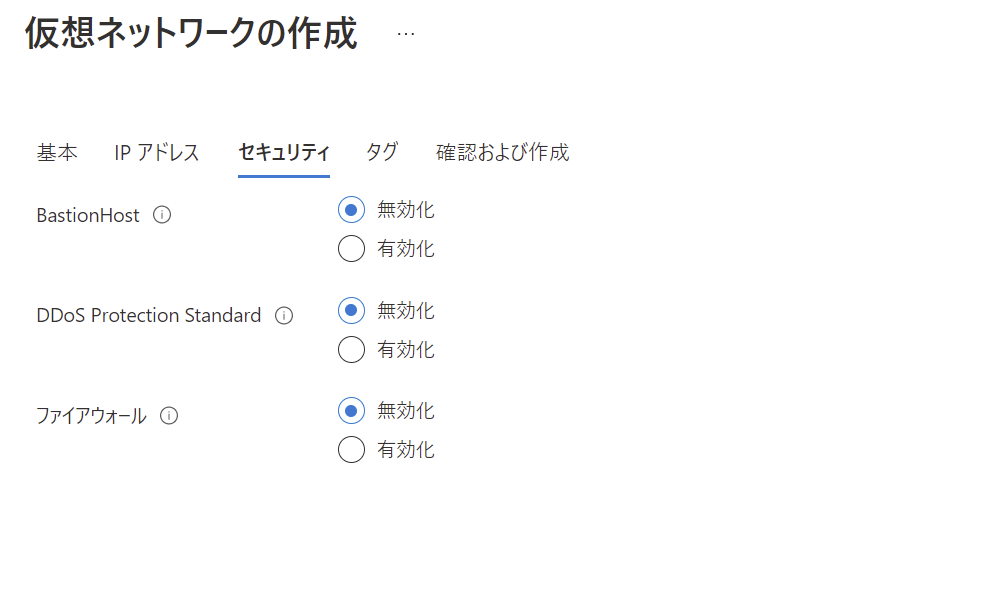 仮想ネットワークの作成 …
基本 IP アドレス セキュリティ タグ 確認および作成
BastionHost 無効化
有効化
DDoS Protection Standard 無効化
有効化
ファイアウォール 無効化
有効化